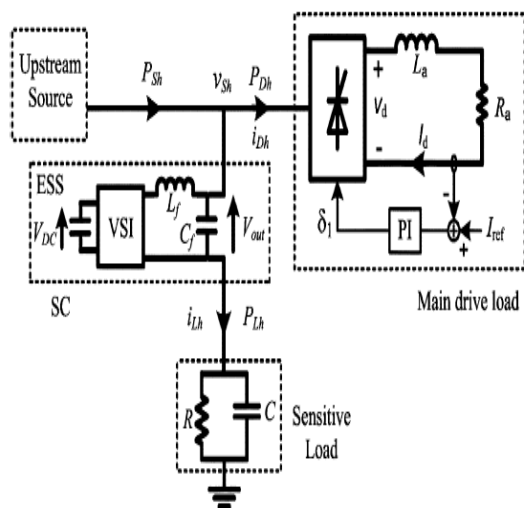 Upstream
Source
P_Sh
v_Sh
P_Dh
i_Dh
+
V_d
-
L_a
R_a
I_d
δ_1
PI
-
+
I_ref
Main drive load
ESS
V_DC
VSI
L_f
C_f
V_out
SC
i_Lh
P_Lh
R
C
Sensitive
Load